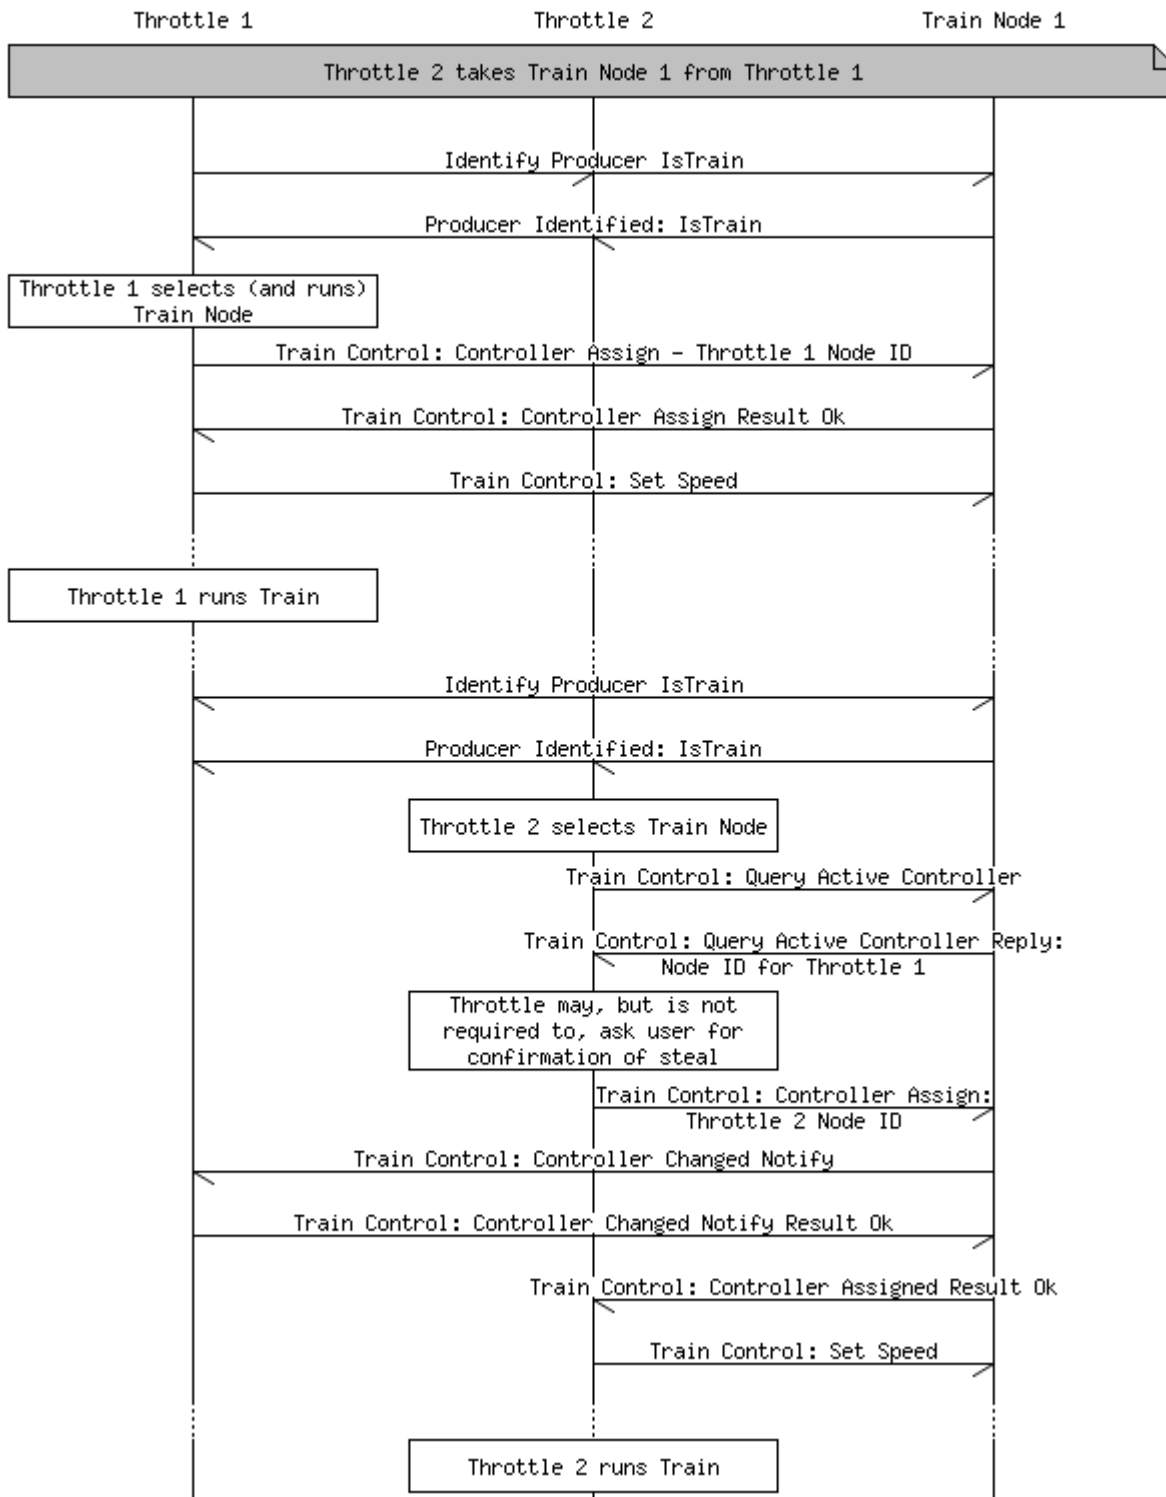 Throttle 1 Throttle 2 Train Node 1
Throttle 2 takes Train Node 1 from Throttle 1
Identify Producer IsTrain
Producer Identified: IsTrain
Throttle 1 selects (and runs)
Train Node
Train Control: Controller Assign - Throttle 1 Node ID
Train Control: Controller Assign Result Ok
Train Control: Set Speed
Throttle 1 runs Train
Identify Producer IsTrain
Producer Identified: IsTrain
Throttle 2 selects Train Node
Train Control: Query Active Controller
Train Control: Query Active Controller Reply:
Node ID for Throttle 1
Throttle may, but is not
required to, ask user for
confirmation of steal
Train Control: Controller Assign:
Throttle 2 Node ID
Train Control: Controller Changed Notify
Train Control: Controller Changed Notify Result Ok
Train Control: Controller Assigned Result Ok
Train Control: Set Speed
Throttle 2 runs Train